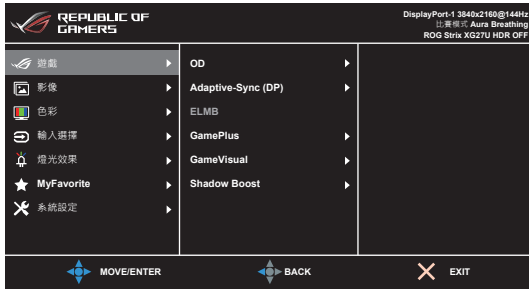 REPUBLIC OF
GAMERS
DisplayPort-1 3840x2160@144Hz
比賽模式 Aura Breathing
ROG Strix XG27U HDR OFF
遊戲
影像
色彩
輸入選擇
燈光效果
MyFavorite
系統設定
OD
Adaptive-Sync (DP)
ELMB
GamePlus
GameVisual
Shadow Boost
MOVE/ENTER
BACK
EXIT